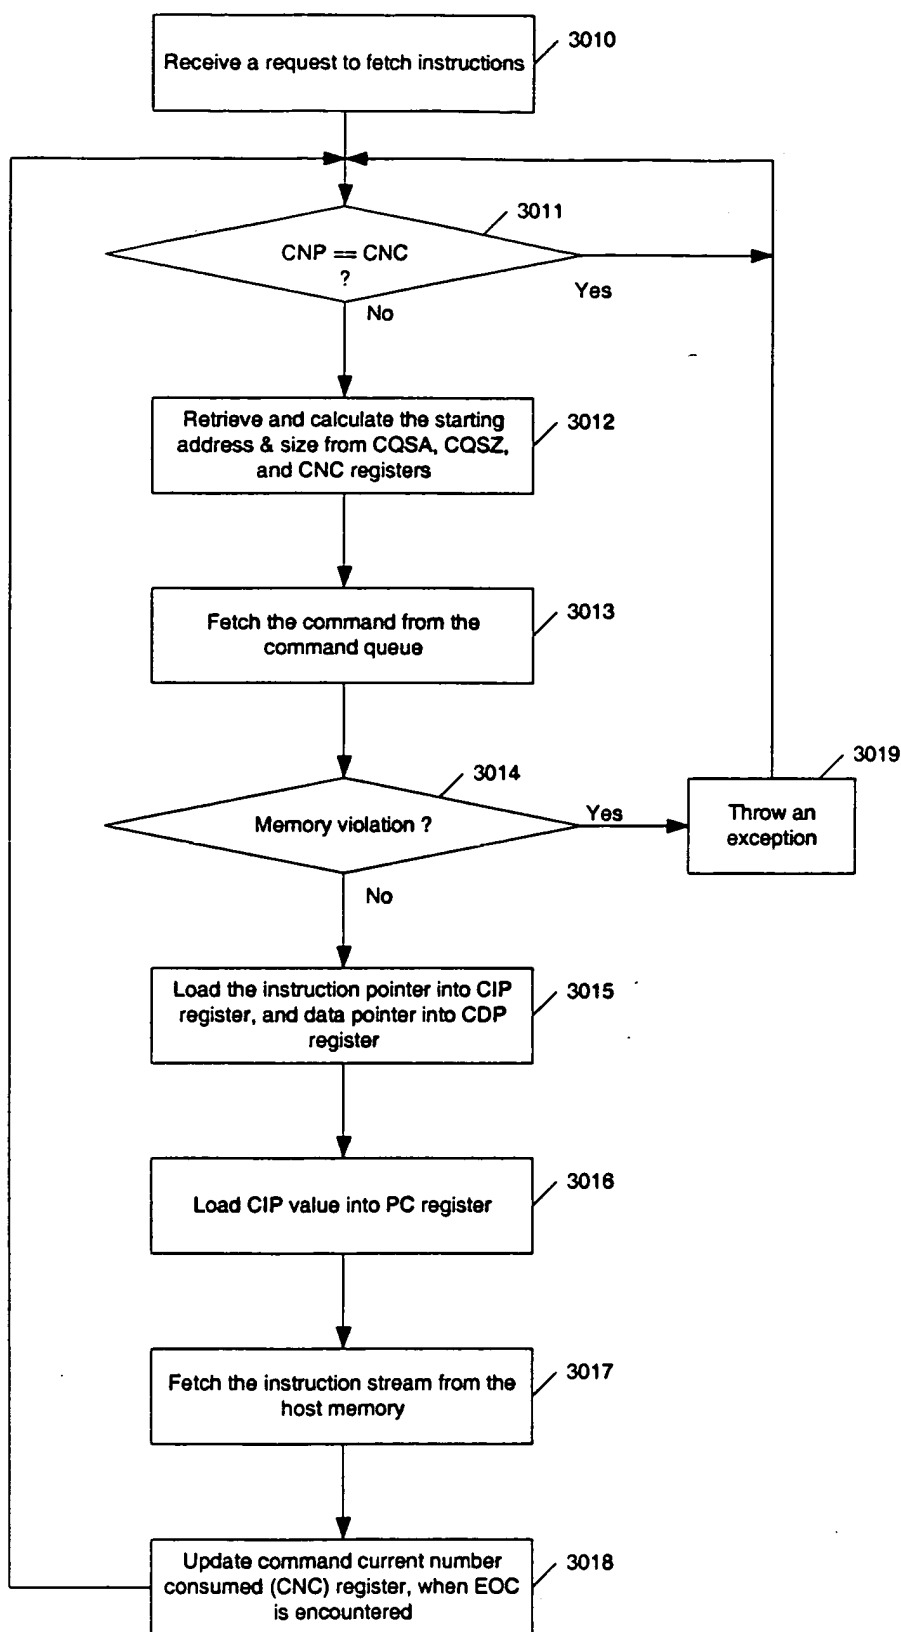 Receive a request to fetch instructions
3010
3011
CNP == CNC
?
Yes
No
Retrieve and calculate the starting
address & size from CQSA, CQSZ,
and CNC registers
3012
Fetch the command from the
command queue
3013
3014
Memory violation ?
Yes
No
3019
Throw an
exception
Load the instruction pointer into CIP
register, and data pointer into CDP
register
3015
Load CIP value into PC register
3016
Fetch the instruction stream from the
host memory
3017
Update command current number
consumed (CNC) register, when EOC
is encountered
3018